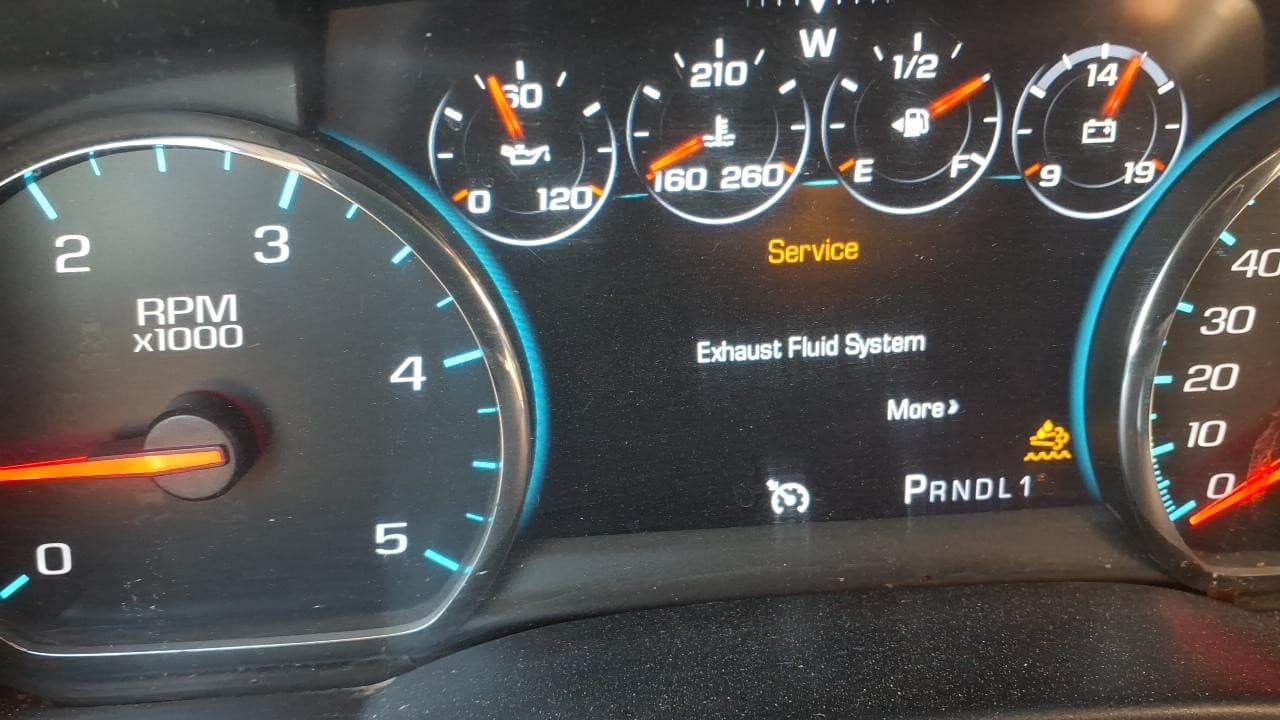 W
60
0 120
210
160 260
1/2
E F
14
9 19
Service
Exhaust Fluid System
More›
PRNDL1
2
3
RPM
x1000
4
5
0
40
30
20
10
0